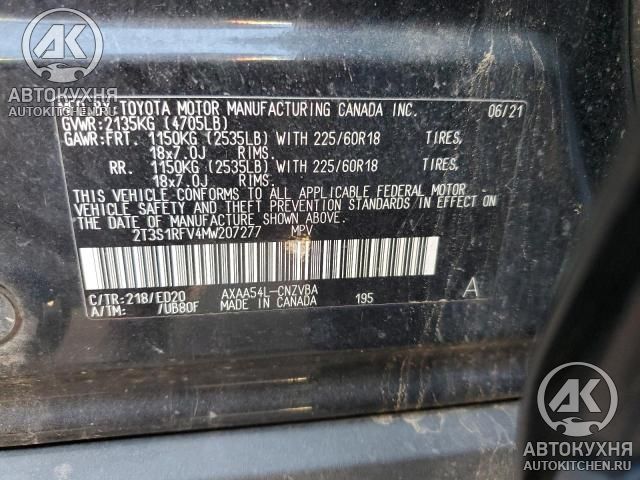 AK
АВТОКУХНЯ
AUTOKITCHEN.RU
MFD BY: TOYOTA MOTOR MANUFACTURING CANADA INC. 06/21
GVWR: 2135KG (4705LB)
GAWR: FRT. 1150KG (2535LB) WITH 225/60R18 TIRES,
18x7.0J RIMS.
RR. 1150KG (2535LB) WITH 225/60R18 TIRES,
18x7.0J RIMS.
THIS VEHICLE CONFORMS TO ALL APPLICABLE FEDERAL MOTOR
VEHICLE SAFETY AND THEFT PREVENTION STANDARDS IN EFFECT
ON THE DATE OF MANUFACTURE SHOWN ABOVE.
2T3S1RFV4MW207277 MPV
C/TR: 218/ED20 AXAA54L-CNZVBA 195 A
A/TM: /UB80F MADE IN CANADA
AK
АВТОКУХНЯ
AUTOKITCHEN.RU